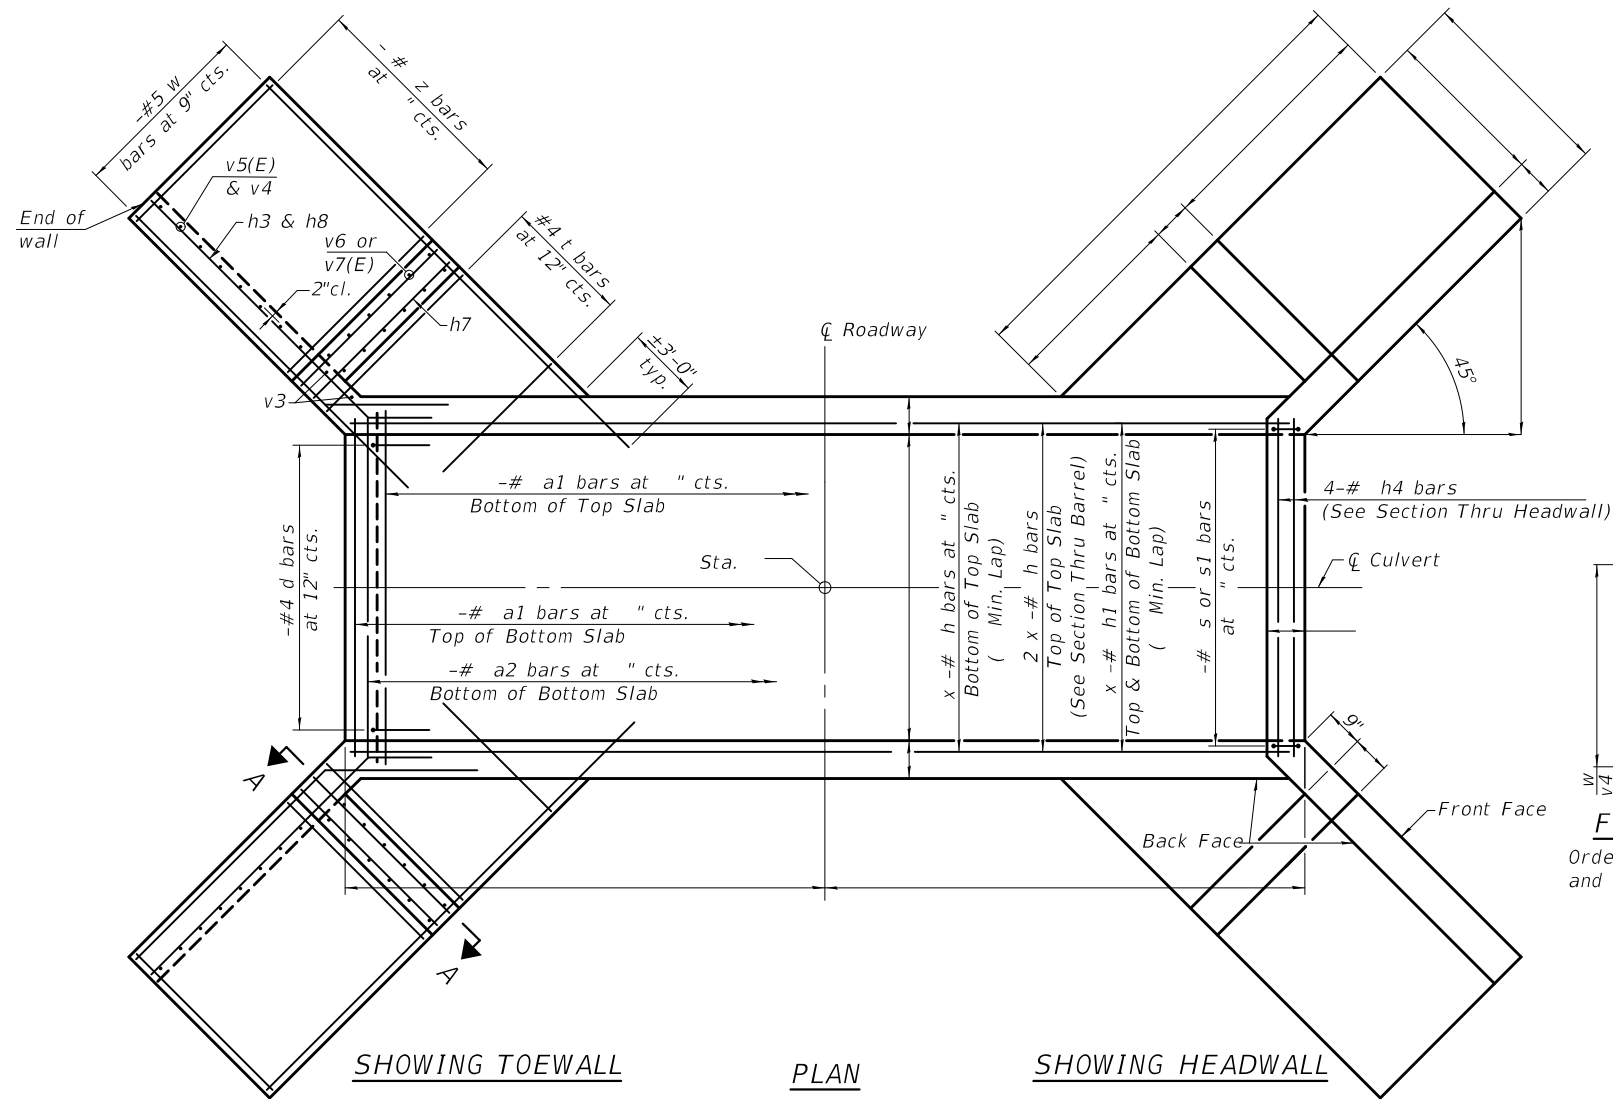 -#5 w
bars at 9" cts.
-# z bars
at " cts.
v5(E)
& v4
End of
wall
h3 & h8
v6 or
v7(E)
#4 t bars
at 12" cts.
2"cl.
h7
±3'-0"
typ.
v3
℄ Roadway
45°
-# a1 bars at " cts.
Bottom of Top Slab
4-# h4 bars
(See Section Thru Headwall)
-#4 d bars
at 12" cts.
Sta.
℄ Culvert
x -# h bars at " cts.
Bottom of Top Slab
( Min. Lap)
2 x -# h bars
Top of Top Slab
(See Section Thru Barrel)
x -# h1 bars at " cts.
Top & Bottom of Bottom Slab
( Min. Lap)
-# s or s1 bars
at " cts.
-# a1 bars at " cts.
Top of Bottom Slab
-# a2 bars at " cts.
Bottom of Bottom Slab
9"
A
A
Back Face
Front Face
w
v4
F
Orde
and
SHOWING TOEWALL
PLAN
SHOWING HEADWALL